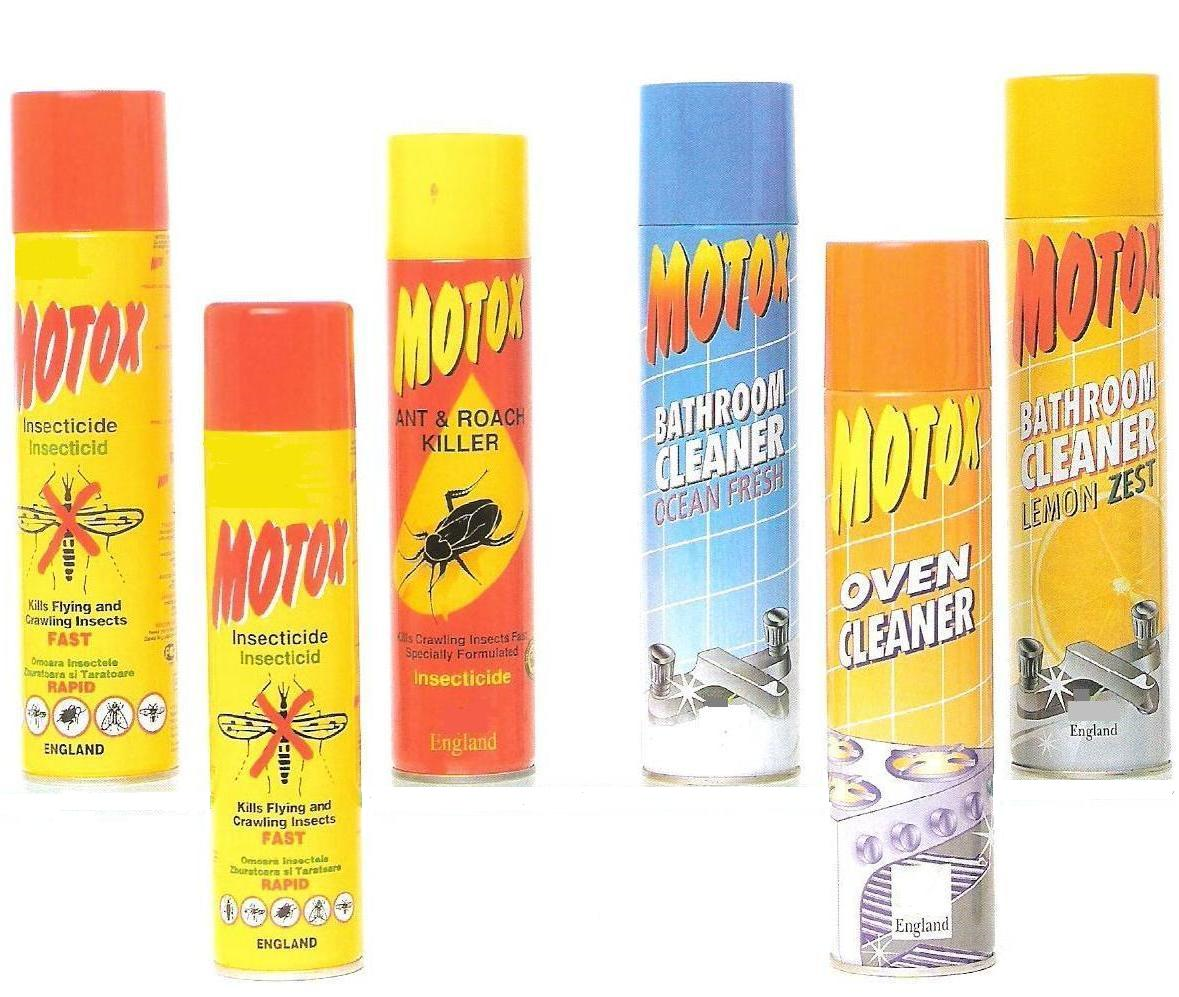 MOTOX
Insecticide
Insecticid
Kills Flying and
Crawling Insects
FAST
Omoara Insectele
Zburatoare si Taratoare
RAPID
ENGLAND
MOTOX
Insecticide
Insecticid
Kills Flying and
Crawling Insects
FAST
Omoara Insectele
Zburatoare si Taratoare
RAPID
ENGLAND
MOTOX
ANT & ROACH
KILLER
Kills Crawling Insects Fast
Specially Formulated
Insecticide
England
MOTOX
BATHROOM
CLEANER
OCEAN FRESH
MOTOX
OVEN
CLEANER
England
MOTOX
BATHROOM
CLEANER
LEMON ZEST
England